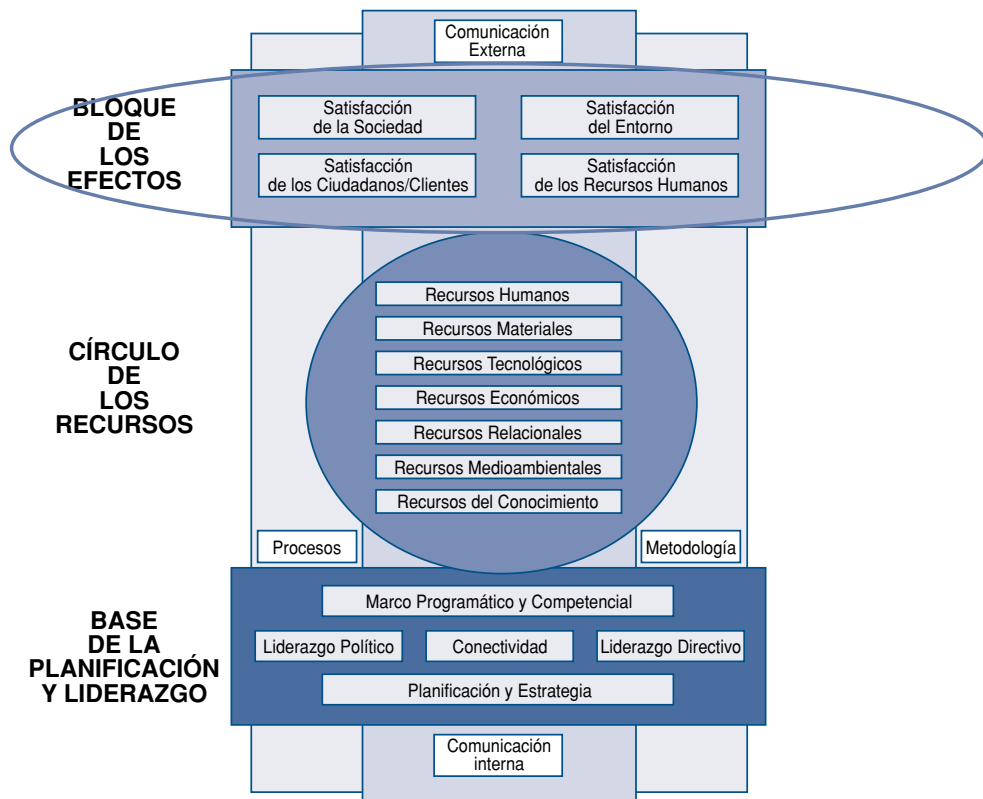 Comunicación
Externa
BLOQUE
DE
LOS
EFECTOS
Satisfacción
de la Sociedad
Satisfacción
del Entorno
Satisfacción
de los Ciudadanos/Clientes
Satisfacción
de los Recursos Humanos
CÍRCULO
DE
LOS
RECURSOS
Recursos Humanos
Recursos Materiales
Recursos Tecnológicos
Recursos Económicos
Recursos Relacionales
Recursos Medioambientales
Recursos del Conocimiento
Procesos
Metodología
BASE
DE LA
PLANIFICACIÓN
Y LIDERAZGO
Marco Programático y Competencial
Liderazgo Político
Conectividad
Liderazgo Directivo
Planificación y Estrategia
Comunicación
interna